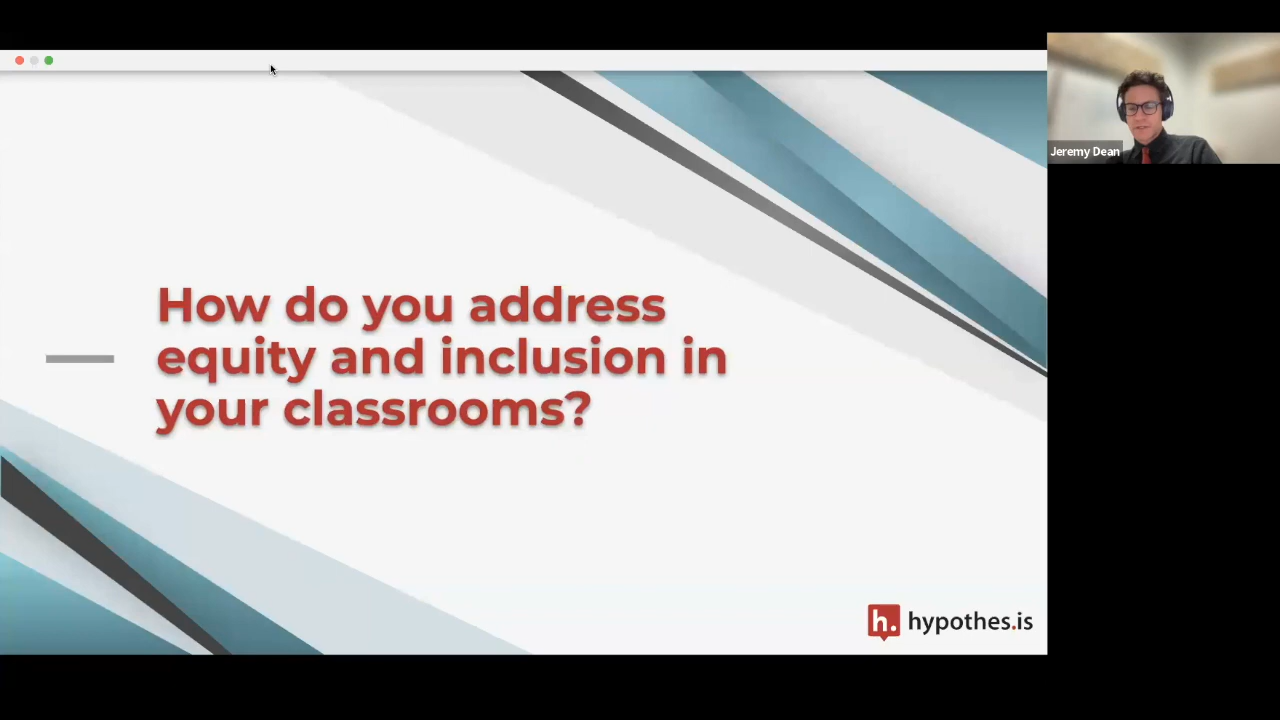 How do you address
equity and inclusion in
your classrooms?
h. hypothes.is
Jeremy Dean